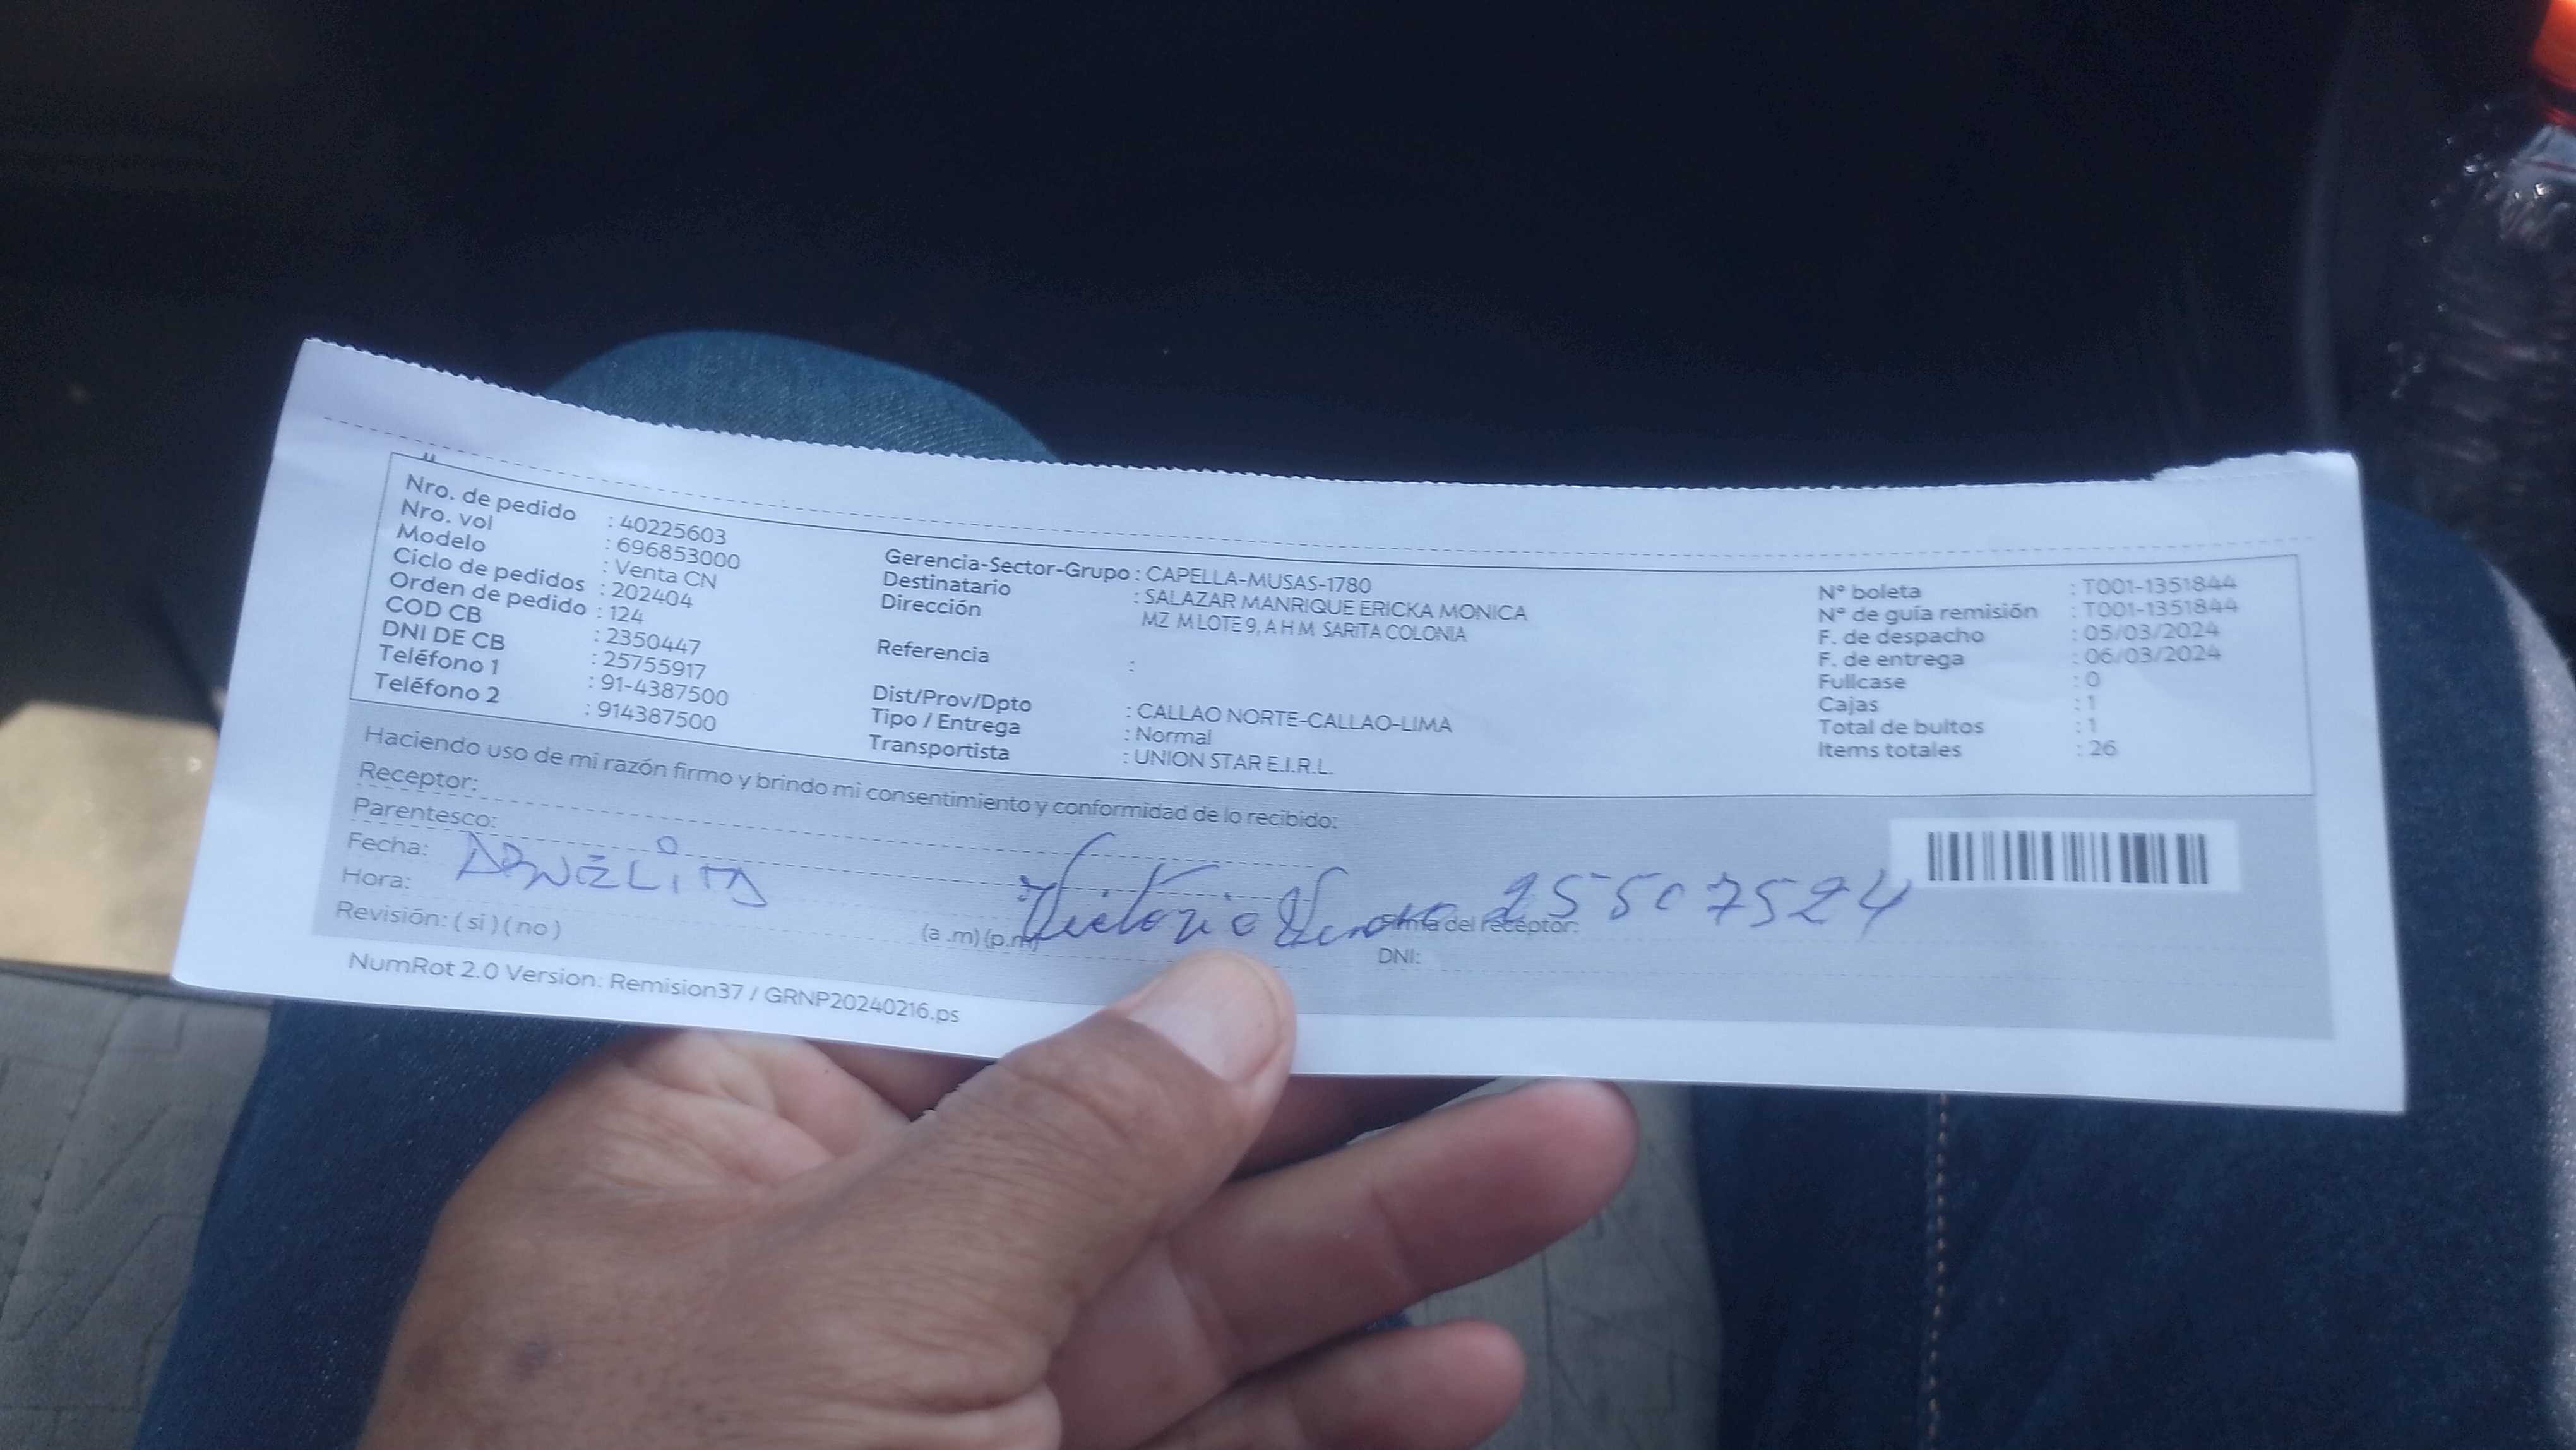 Nro. de pedido : 40225603
Nro. vol : 696853000
Modelo : Venta CN
Ciclo de pedidos : 202404
Orden de pedido : 124
COD CB : 2350447
DNI DE CB : 25755917
Teléfono 1 : 91-4387500
Teléfono 2 : 914387500
Gerencia-Sector-Grupo : CAPELLA-MUSAS-1780
Destinatario : SALAZAR MANRIQUE ERICKA MONICA
Dirección MZ M LOTE 9, A H M SARITA COLONIA
Referencia :
Dist/Prov/Dpto : CALLAO NORTE-CALLAO-LIMA
Tipo / Entrega : Normal
Transportista : UNION STAR E.I.R.L.
N° boleta : T001-1351844
N° de guía remisión : T001-1351844
F. de despacho : 05/03/2024
F. de entrega : 06/03/2024
Fullcase : 0
Cajas : 1
Total de bultos : 1
Items totales : 26
Haciendo uso de mi razón firmo y brindo mi consentimiento y conformidad de lo recibido:
Receptor:
Parentesco:
Fecha:
Hora:
Revisión: ( si ) ( no )
(a .m) (p.m)
Victoria 25507524
del receptor:
DNI:
NumRot 2.0 Version: Remision37 / GRNP20240216.ps